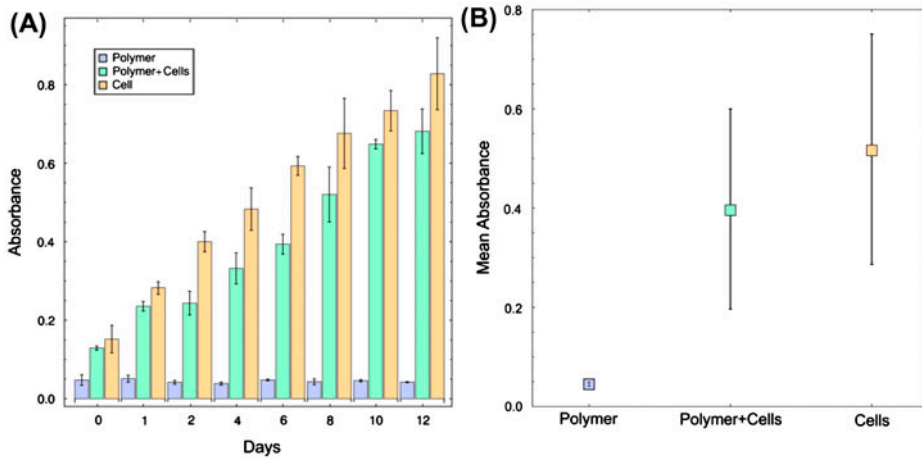 (A)
Polymer
Polymer+Cells
Cell
Absorbance
0.8
0.6
0.4
0.2
0.0
0 1 2 4 6 8 10 12
Days
(B)
Mean Absorbance
0.8
0.6
0.4
0.2
0.0
Polymer Polymer+Cells Cells